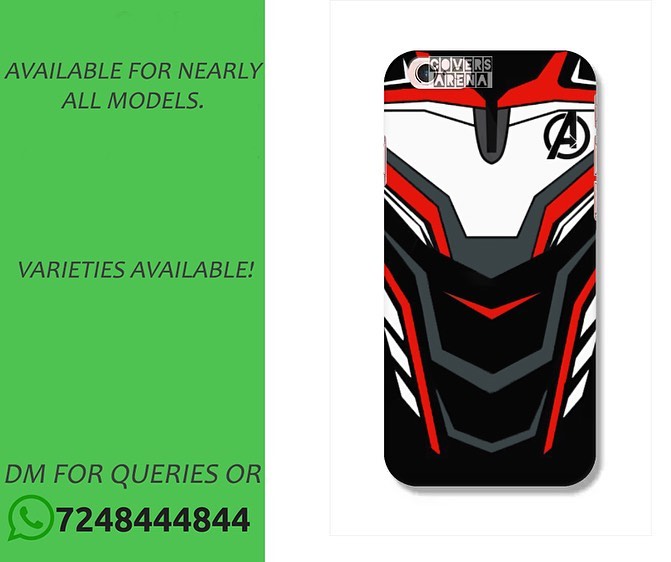 AVAILABLE FOR NEARLY
ALL MODELS.
VARIETIES AVAILABLE!
DM FOR QUERIES OR
7248444844
COVERS
ARENA
A